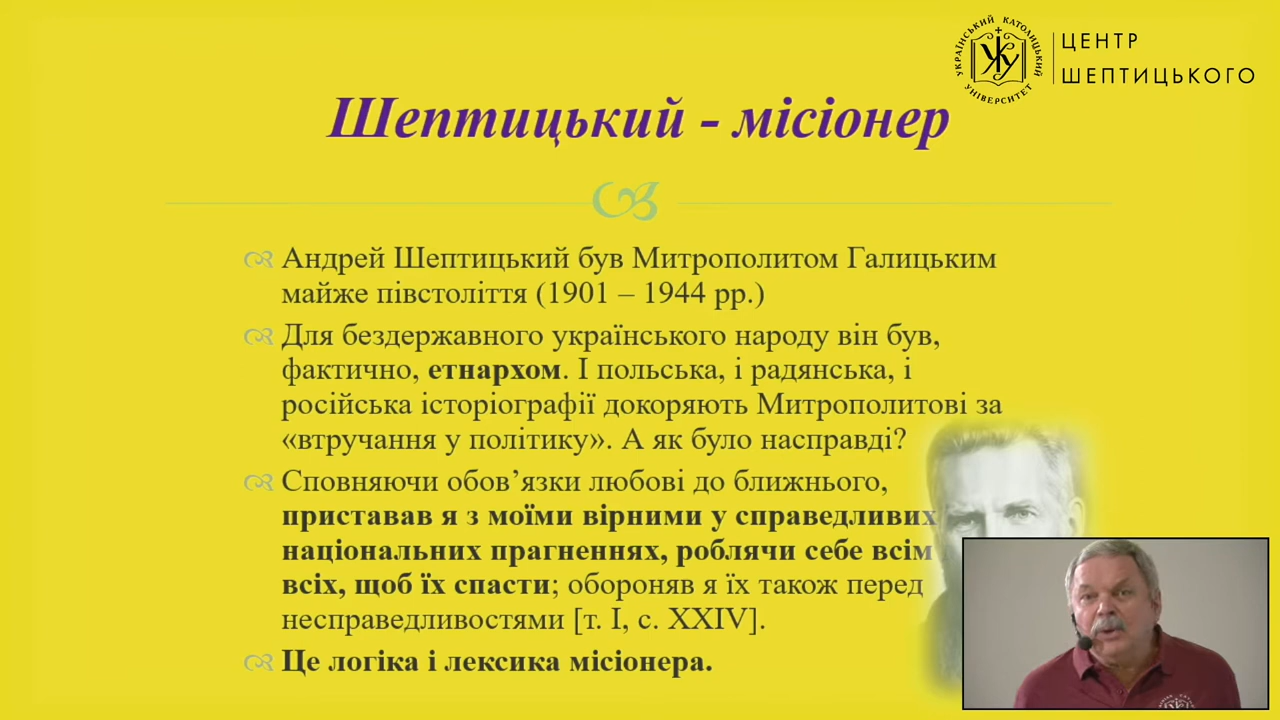 УКРАЇНСЬКИЙ КАТОЛИЦЬКИЙ
УНІВЕРСИТЕТ
ЦЕНТР
ШЕПТИЦЬКОГО
Шептицький - місіонер
Андрей Шептицький був Митрополитом Галицьким
майже півстоліття (1901 – 1944 рр.)
Для бездержавного українського народу він був,
фактично, етнархом. І польська, і радянська, і
російська історіографії докоряють Митрополитові за
«втручання у політику». А як було насправді?
Сповняючи обов’язки любові до ближнього,
приставав я з моїми вірними у справедливих
національних прагненнях, роблячи себе всім
всіх, щоб їх спасти; обороняв я їх також перед
несправедливостями [т. І, с. XXIV].
Це логіка і лексика місіонера.